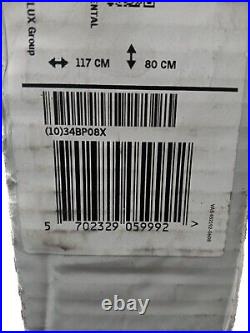 LUX Group
NTAL
117 CM 80 CM
(10)34BP08X
5 702329 059992 >